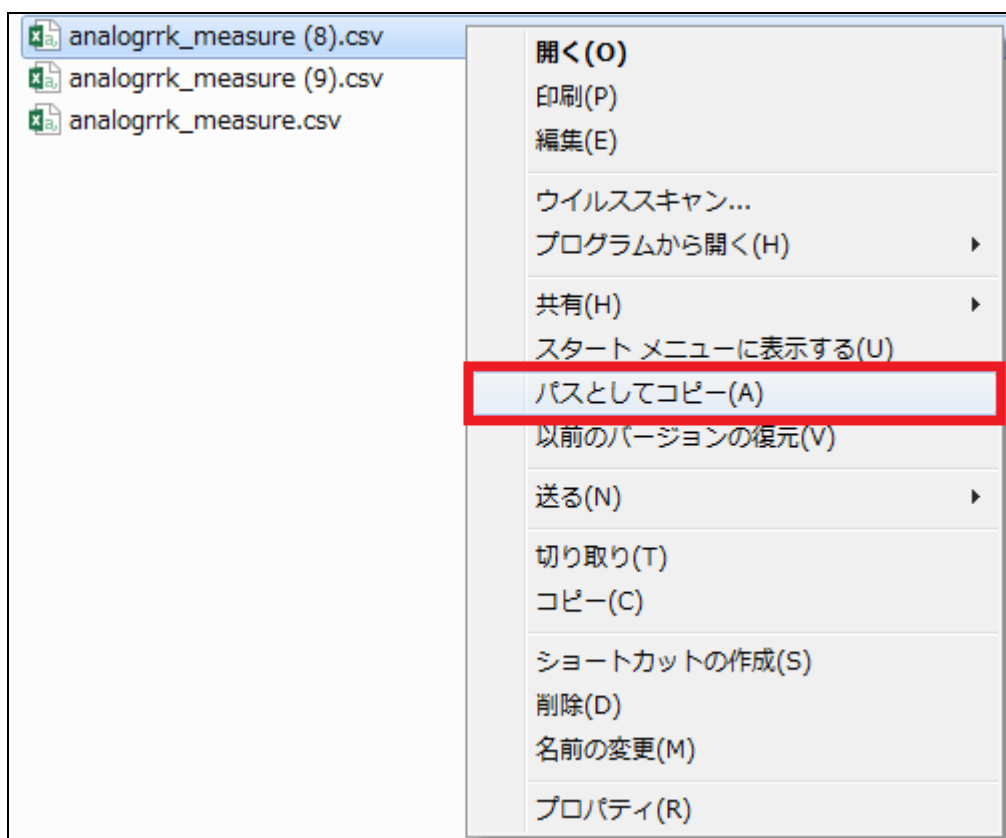 analogrrk_measure (8).csv
analogrrk_measure (9).csv
analogrrk_measure.csv
開く(O)
印刷(P)
編集(E)
ウイルススキャン...
プログラムから開く(H)
共有(H)
スタート メニューに表示する(U)
パスとしてコピー(A)
以前のバージョンの復元(V)
送る(N)
切り取り(T)
コピー(C)
ショートカットの作成(S)
削除(D)
名前の変更(M)
プロパティ(R)